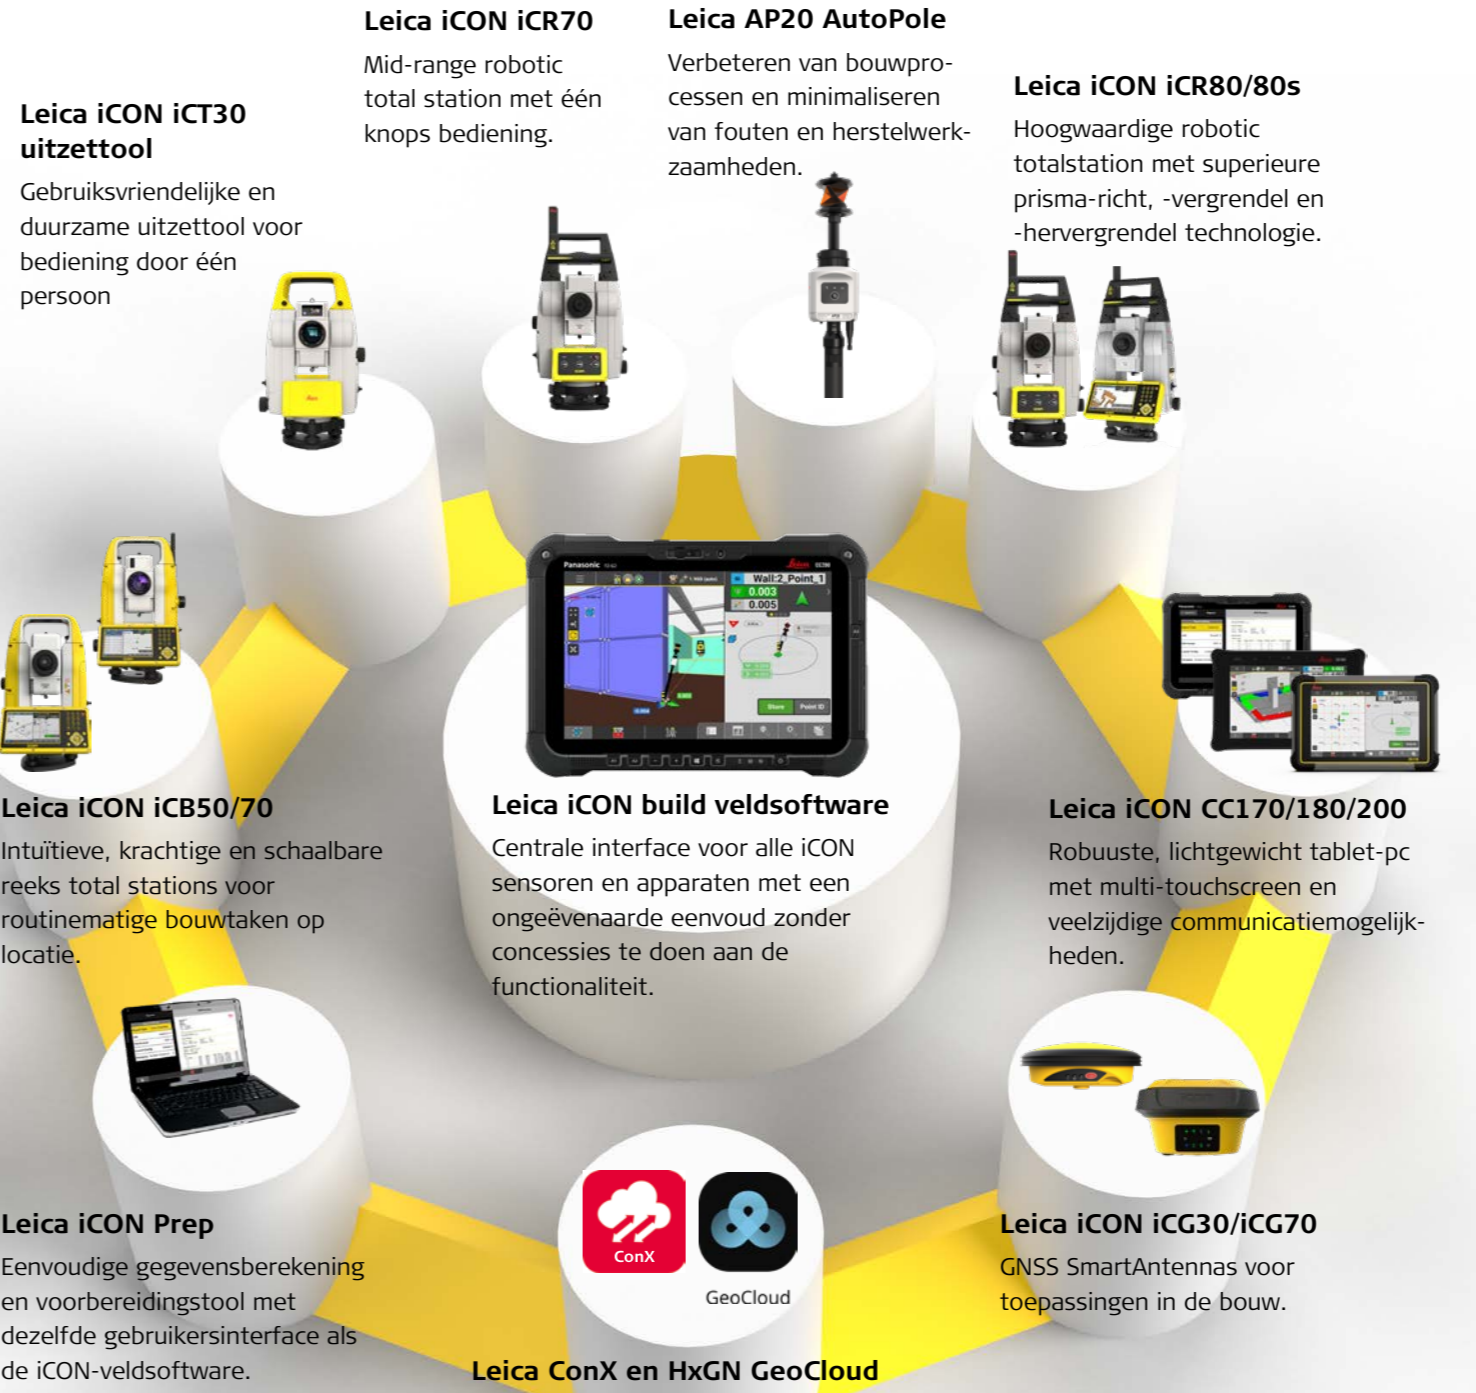 Leica iCON iCR70
Mid-range robotic
total station met één
knops bediening.
Leica AP20 AutoPole
Verbeteren van bouwpro-
cessen en minimaliseren
van fouten en herstelwerk-
zaamheden.
Leica iCON iCR80/80s
Hoogwaardige robotic
totalstation met superieure
prisma-richt, -vergrendel en
-hervergrendel technologie.
Leica iCON iCT30
uitzettool
Gebruiksvriendelijke en
duurzame uitzettool voor
bediening door één
persoon
Panasonic
Leica
Wall:2_Point_1
0.003
0.005
Store
Point ID
Leica iCON iCB50/70
Intuïtieve, krachtige en schaalbare
reeks total stations voor
routinematige bouwtaken op
locatie.
Leica iCON build veldsoftware
Centrale interface voor alle iCON
sensoren en apparaten met een
ongeëvenaarde eenvoud zonder
concessies te doen aan de
functionaliteit.
Leica iCON CC170/180/200
Robuuste, lichtgewicht tablet-pc
met multi-touchscreen en
veelzijdige communicatiemogelijk-
heden.
Leica iCON Prep
Eenvoudige gegevensberekening
en voorbereidingstool met
dezelfde gebruikersinterface als
de iCON-veldsoftware.
ConX
GeoCloud
Leica ConX en HxGN GeoCloud
Leica iCON iCG30/iCG70
GNSS SmartAntennas voor
toepassingen in de bouw.